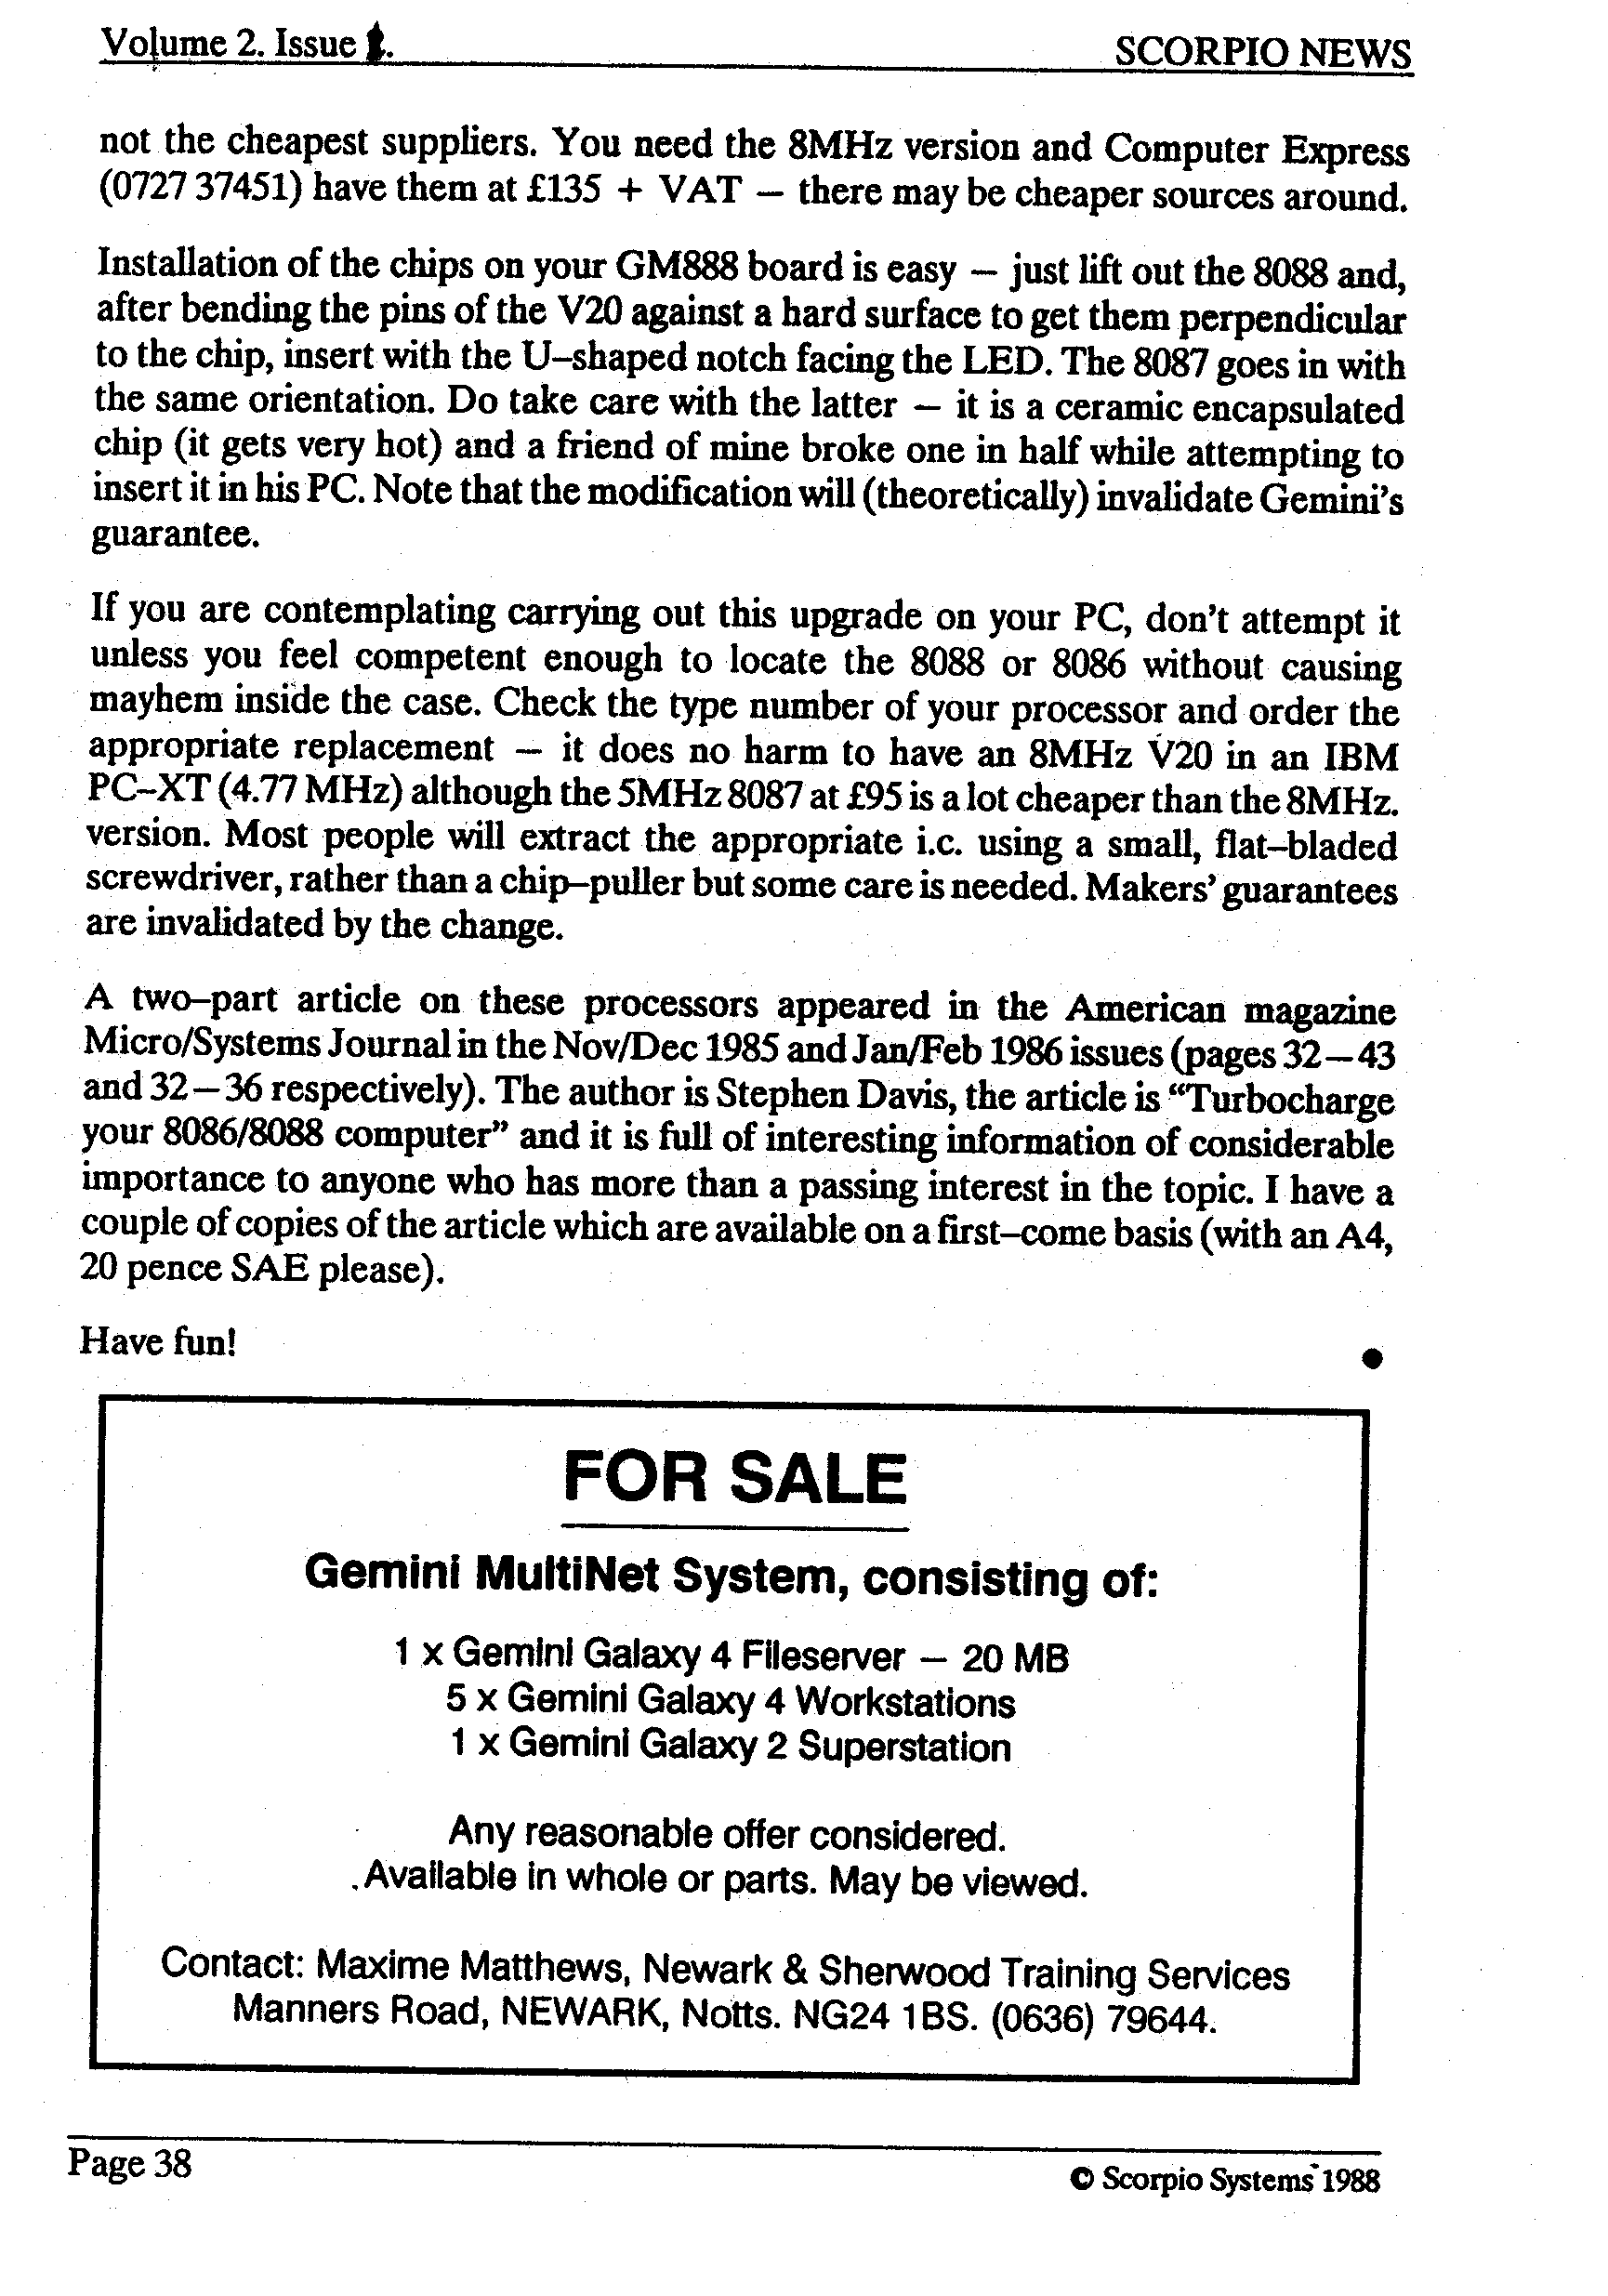 Volume 2. Issue 1.
SCORPIO NEWS
not the cheapest suppliers. You need the 8MHz version and Computer Express
(0727 37451) have them at £135 + VAT – there may be cheaper sources around.
Installation of the chips on your GM888 board is easy – just lift out the 8088 and,
after bending the pins of the V20 against a hard surface to get them perpendicular
to the chip, insert with the U–shaped notch facing the LED. The 8087 goes in with
the same orientation. Do take care with the latter – it is a ceramic encapsulated
chip (it gets very hot) and a friend of mine broke one in half while attempting to
insert it in his PC. Note that the modification will (theoretically) invalidate Gemini's
guarantee.
If you are contemplating carrying out this upgrade on your PC, don't attempt it
unless you feel competent enough to locate the 8088 or 8086 without causing
mayhem inside the case. Check the type number of your processor and order the
appropriate replacement – it does no harm to have an 8MHz V20 in an IBM
PC–XT (4.77 MHz) although the 5MHz 8087 at £95 is a lot cheaper than the 8MHz.
version. Most people will extract the appropriate i.c. using a small, flat–bladed
screwdriver, rather than a chip–puller but some care is needed. Makers' guarantees
are invalidated by the change.
A two–part article on these processors appeared in the American magazine
Micro/Systems Journal in the Nov/Dec 1985 and Jan/Feb 1986 issues (pages 32–43
and 32–36 respectively). The author is Stephen Davis, the article is “Turbocharge
your 8086/8088 computer” and it is full of interesting information of considerable
importance to anyone who has more than a passing interest in the topic. I have a
couple of copies of the article which are available on a first–come basis (with an A4,
20 pence SAE please).
Have fun!
FOR SALE
Gemini MultiNet System, consisting of:
1 x Gemini Galaxy 4 Fileserver – 20 MB
5 x Gemini Galaxy 4 Workstations
1 x Gemini Galaxy 2 Superstation
Any reasonable offer considered.
Available in whole or parts. May be viewed.
Contact: Maxime Matthews, Newark & Sherwood Training Services
Manners Road, NEWARK, Notts. NG24 1BS. (0636) 79644.
Page 38
© Scorpio Systems 1988